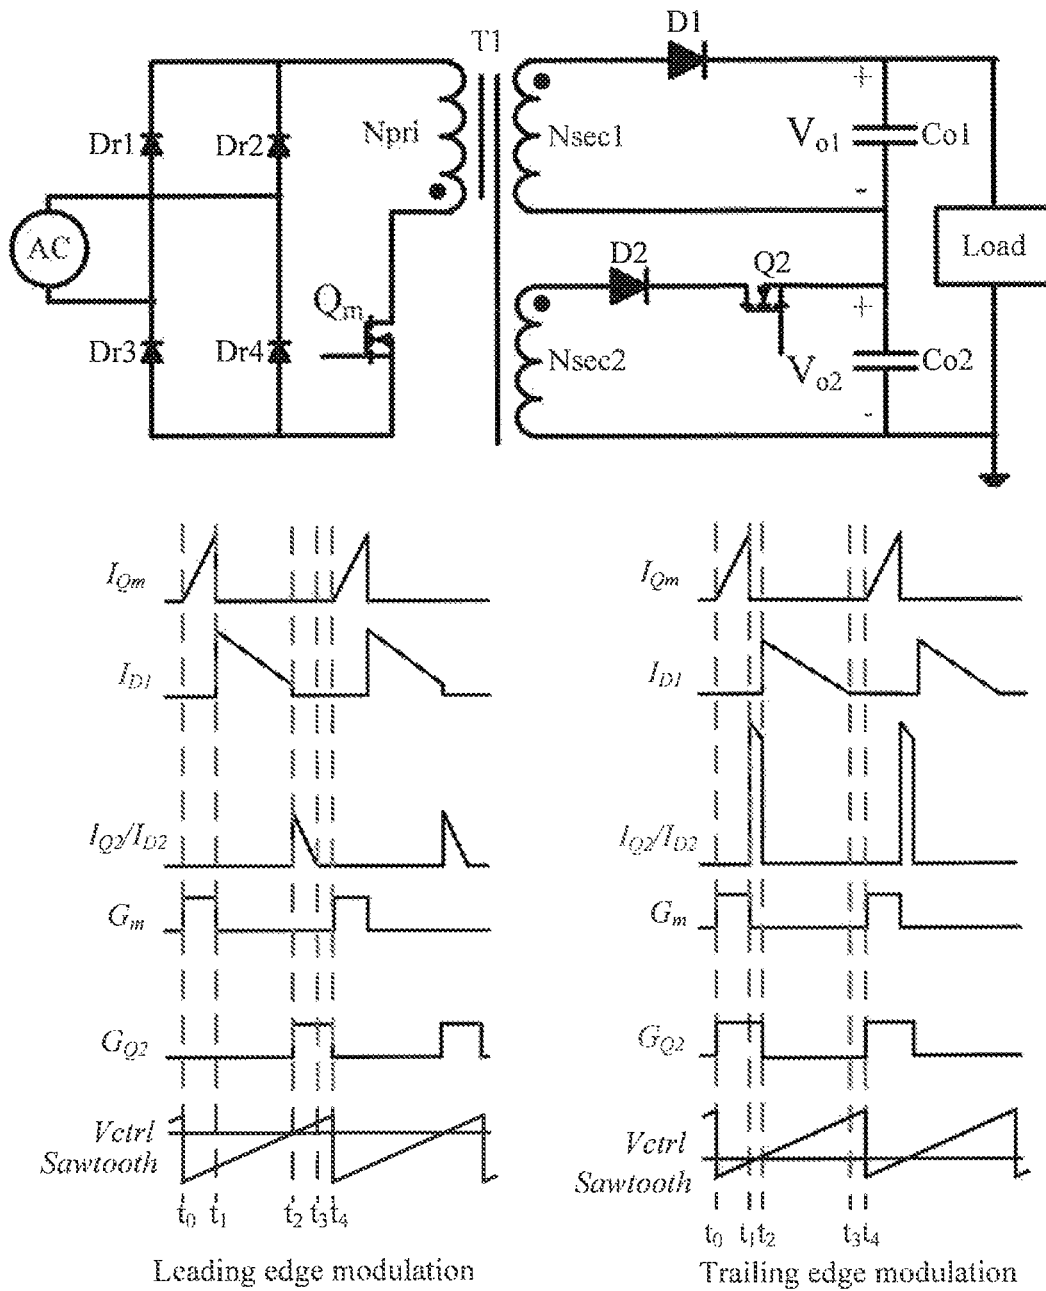 T1
D1
Dr1
Dr2
Npri
Nsec1
+
Vo1
-
Co1
AC
Load
Qm
D2
Q2
+
Dr3
Dr4
Nsec2
Vo2
-
Co2
IQm
ID1
IQ2/ID2
Gm
GQ2
Vctrl
Sawtooth
t0 t1 t2 t3 t4
Leading edge modulation
IQm
ID1
IQ2/ID2
Gm
GQ2
Vctrl
Sawtooth
t0 t1 t2 t3 t4
Trailing edge modulation